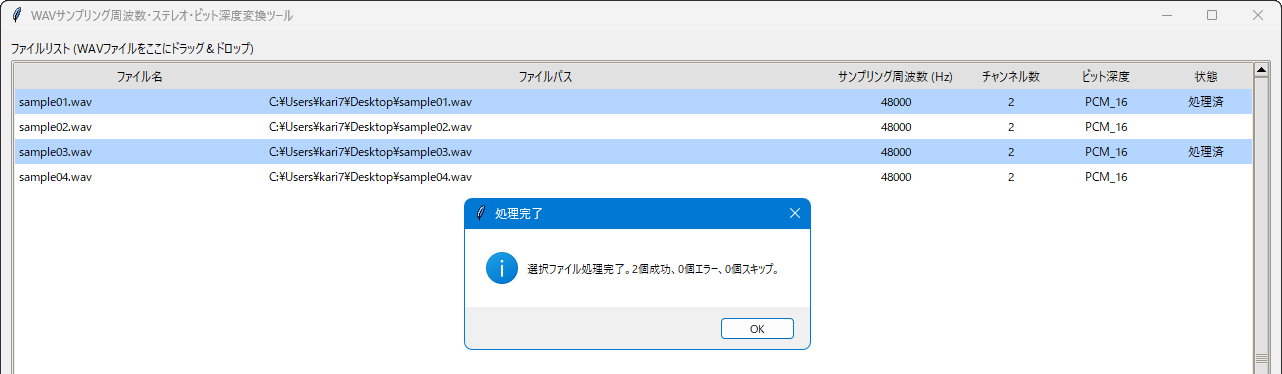 WAVサンプリング周波数・ステレオ・ビット深度変換ツール
ファイルリスト (WAVファイルをここにドラッグ＆ドロップ)
ファイル名 ファイルパス サンプリング周波数 (Hz) チャンネル数 ビット深度 状態
sample01.wav C:¥Users¥kari7¥Desktop¥sample01.wav 48000 2 PCM_16 処理済
sample02.wav C:¥Users¥kari7¥Desktop¥sample02.wav 48000 2 PCM_16
sample03.wav C:¥Users¥kari7¥Desktop¥sample03.wav 48000 2 PCM_16 処理済
sample04.wav C:¥Users¥kari7¥Desktop¥sample04.wav 48000 2 PCM_16
処理完了
選択ファイル処理完了。2個成功、0個エラー、0個スキップ。
OK